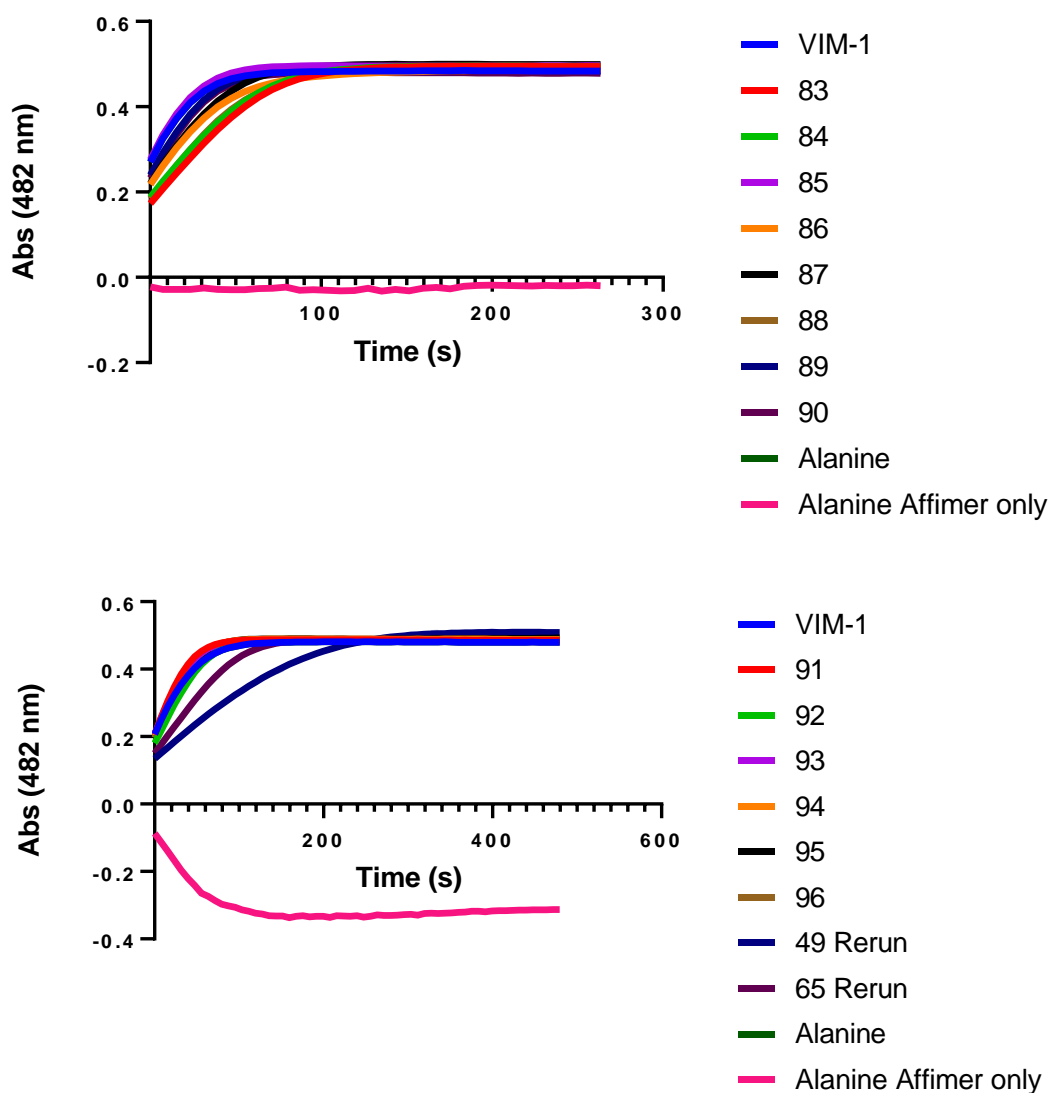 0.6
0.4
0.2
0.0
-0.2
Abs (482 nm)
100
200
300
Time (s)
VIM-1
83
84
85
86
87
88
89
90
Alanine
Alanine Affimer only
0.6
0.4
0.2
0.0
-0.2
-0.4
Abs (482 nm)
200
400
600
Time (s)
VIM-1
91
92
93
94
95
96
49 Rerun
65 Rerun
Alanine
Alanine Affimer only